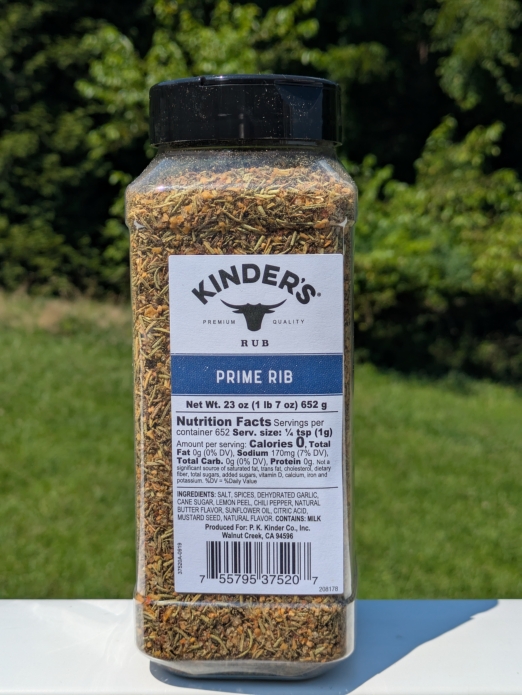 KINDER'S®
PREMIUM QUALITY
RUB
PRIME RIB
Net Wt. 23 oz (1 lb 7 oz) 652 g
Nutrition Facts Servings per
container 652 Serv. size: ¼ tsp (1g)
Amount per serving: Calories 0, Total
Fat 0g (0% DV), Sodium 170mg (7% DV),
Total Carb. 0g (0% DV), Protein 0g. Not a
significant source of saturated fat, trans fat, cholesterol, dietary
fiber, total sugars, added sugars, vitamin D, calcium, iron and
potassium. %DV = %Daily Value
INGREDIENTS: SALT, SPICES, DEHYDRATED GARLIC,
CANE SUGAR, LEMON PEEL, CHILI PEPPER, NATURAL
BUTTER FLAVOR, SUNFLOWER OIL, CITRIC ACID,
MUSTARD SEED, NATURAL FLAVOR. CONTAINS: MILK
Produced For: P. K. Kinder Co., Inc.
Walnut Creek, CA 94596
7 55795 37520 7